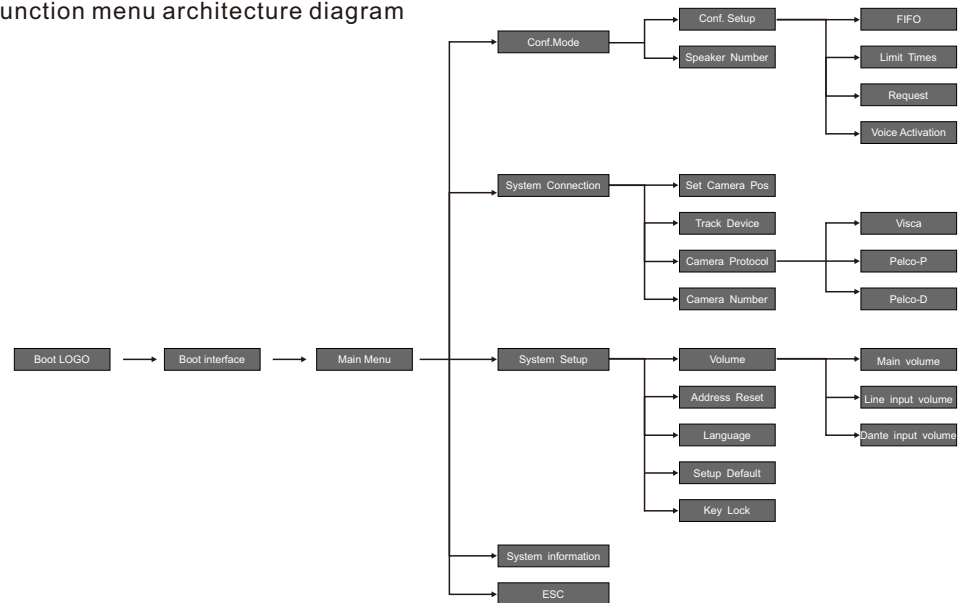 unction menu architecture diagram
Conf.Mode
Conf. Setup
FIFO
Speaker Number
Limit Times
Request
Voice Activation
System Connection
Set Camera Pos
Track Device
Visca
Camera Protocol
Pelco-P
Camera Number
Pelco-D
Boot LOGO
Boot interface
Main Menu
System Setup
Volume
Main volume
Address Reset
Line input volume
Language
Dante input volume
Setup Default
Key Lock
System information
ESC